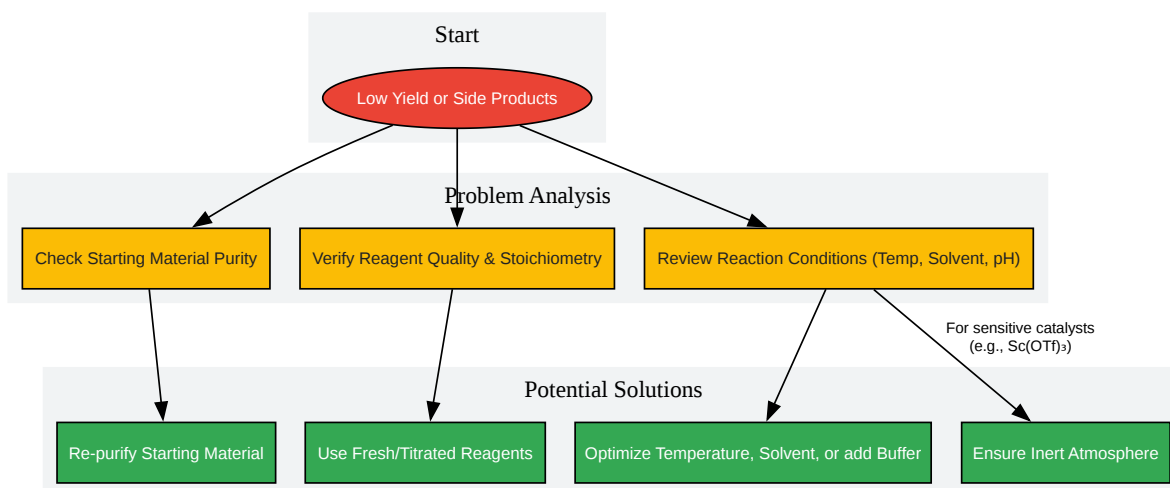 Start
Low Yield or Side Products
Problem Analysis
Check Starting Material Purity
Verify Reagent Quality & Stoichiometry
Review Reaction Conditions (Temp, Solvent, pH)
For sensitive catalysts
(e.g., Sc(OTf)₃)
Potential Solutions
Re-purify Starting Material
Use Fresh/Titrated Reagents
Optimize Temperature, Solvent, or add Buffer
Ensure Inert Atmosphere